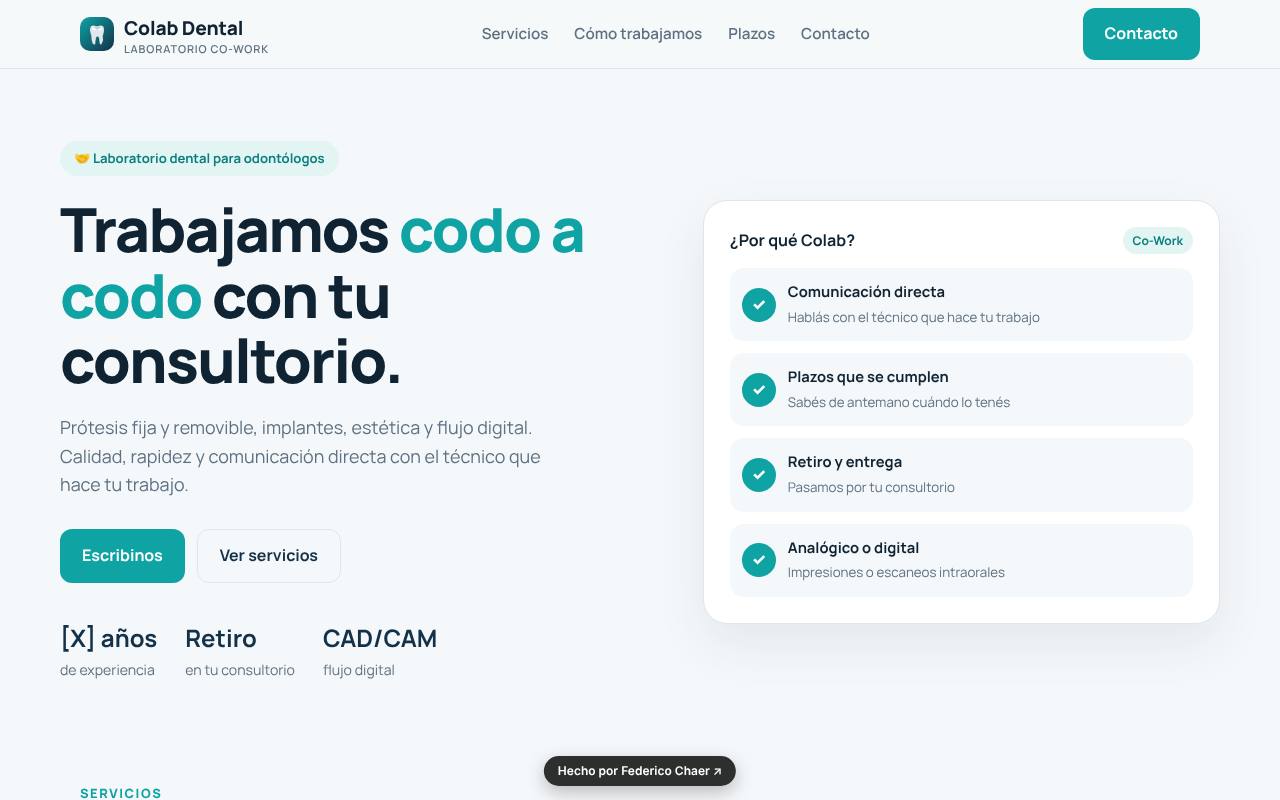 Colab Dental
LABORATORIO CO-WORK
Servicios
Cómo trabajamos
Plazos
Contacto
Contacto
🤝 Laboratorio dental para odontólogos
Trabajamos codo a
codo con tu
consultorio.
Prótesis fija y removible, implantes, estética y flujo digital.
Calidad, rapidez y comunicación directa con el técnico que
hace tu trabajo.
Escribinos
Ver servicios
[X] años
de experiencia
Retiro
en tu consultorio
CAD/CAM
flujo digital
¿Por qué Colab?
Co-Work
Comunicación directa
Hablás con el técnico que hace tu trabajo
Plazos que se cumplen
Sabés de antemano cuándo lo tenés
Retiro y entrega
Pasamos por tu consultorio
Analógico o digital
Impresiones o escaneos intraorales
Hecho por Federico Chaer ↗
SERVICIOS